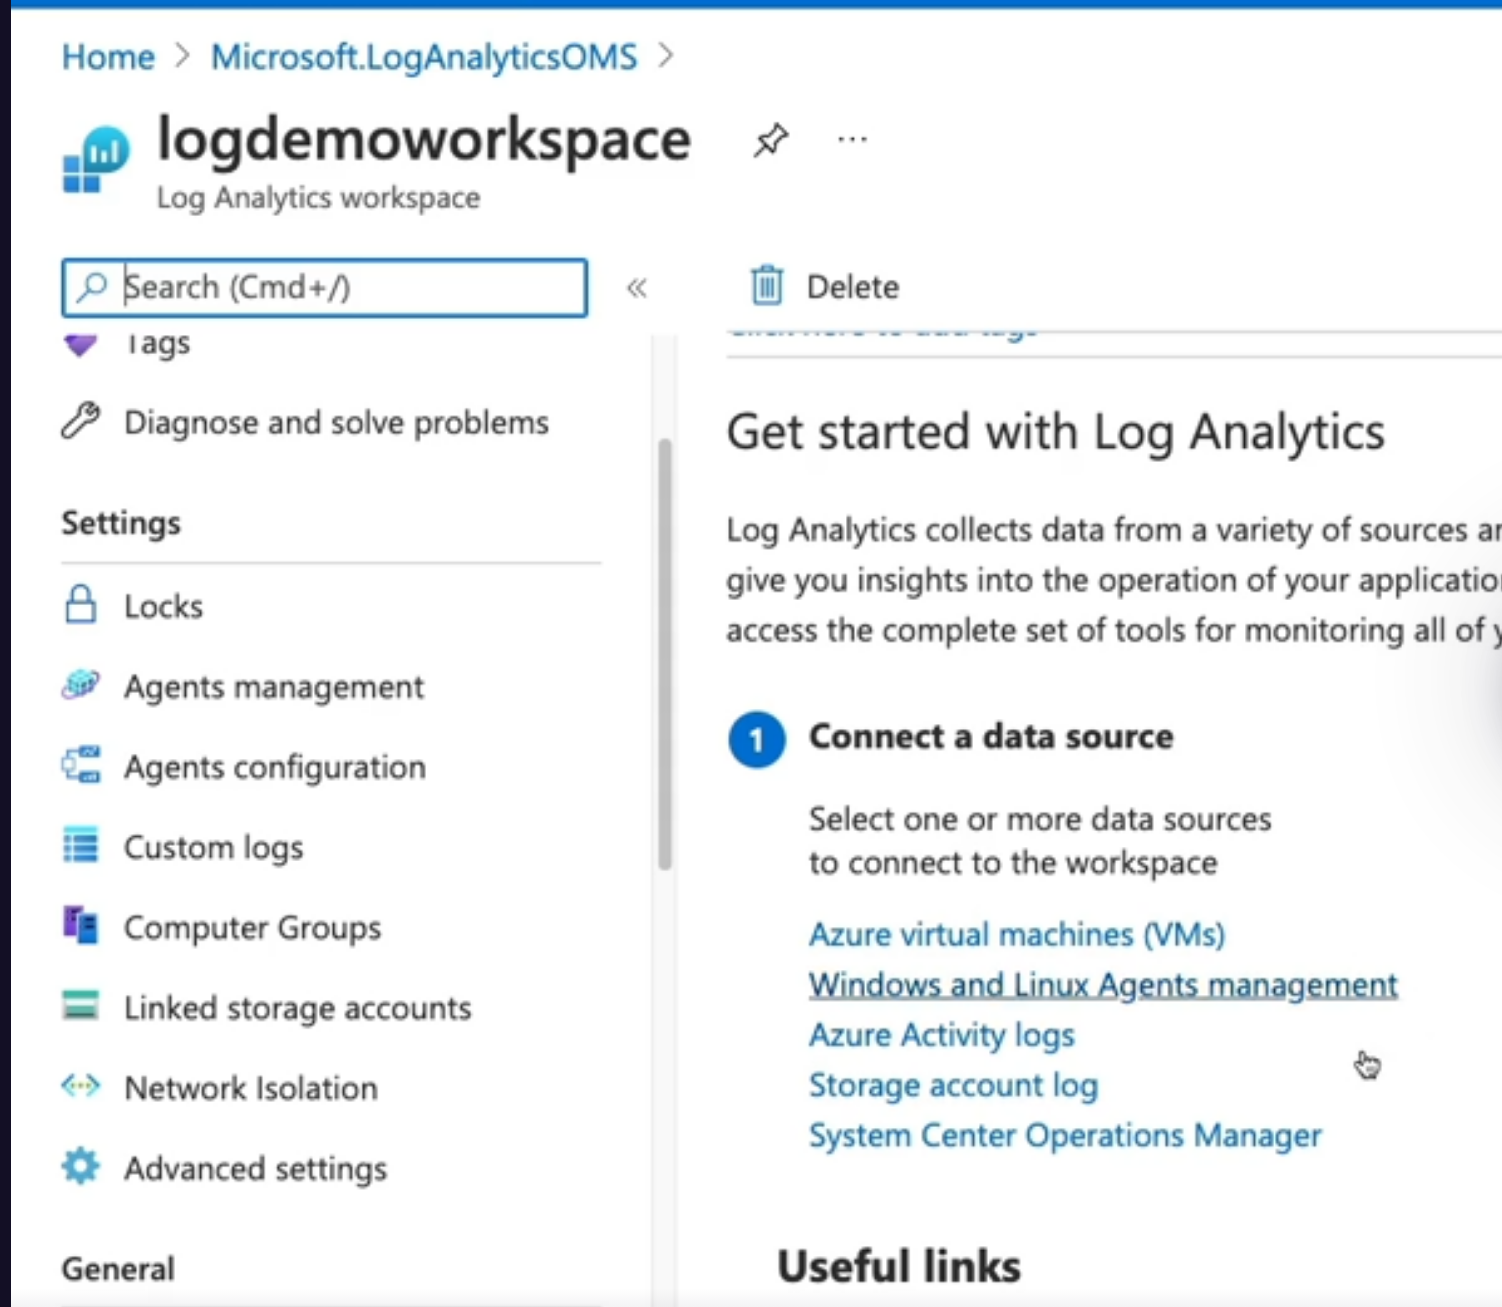 Home > Microsoft.LogAnalyticsOMS >
logdemoworkspace ...
Log Analytics workspace
Search (Cmd+/) «
Delete
Tags
Click here to add tags
Diagnose and solve problems
Settings
Locks
Agents management
Agents configuration
Custom logs
Computer Groups
Linked storage accounts
Network Isolation
Advanced settings
General
Get started with Log Analytics
Log Analytics collects data from a variety of sources
give you insights into the operation of your applicatio
access the complete set of tools for monitoring all of
1 Connect a data source
Select one or more data sources
to connect to the workspace
Azure virtual machines (VMs)
Windows and Linux Agents management
Azure Activity logs
Storage account log
System Center Operations Manager
Useful links